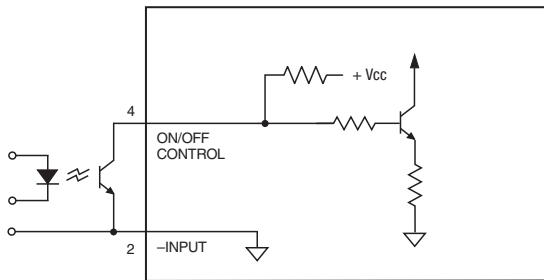 + Vcc
4
ON/OFF
CONTROL
2
–INPUT